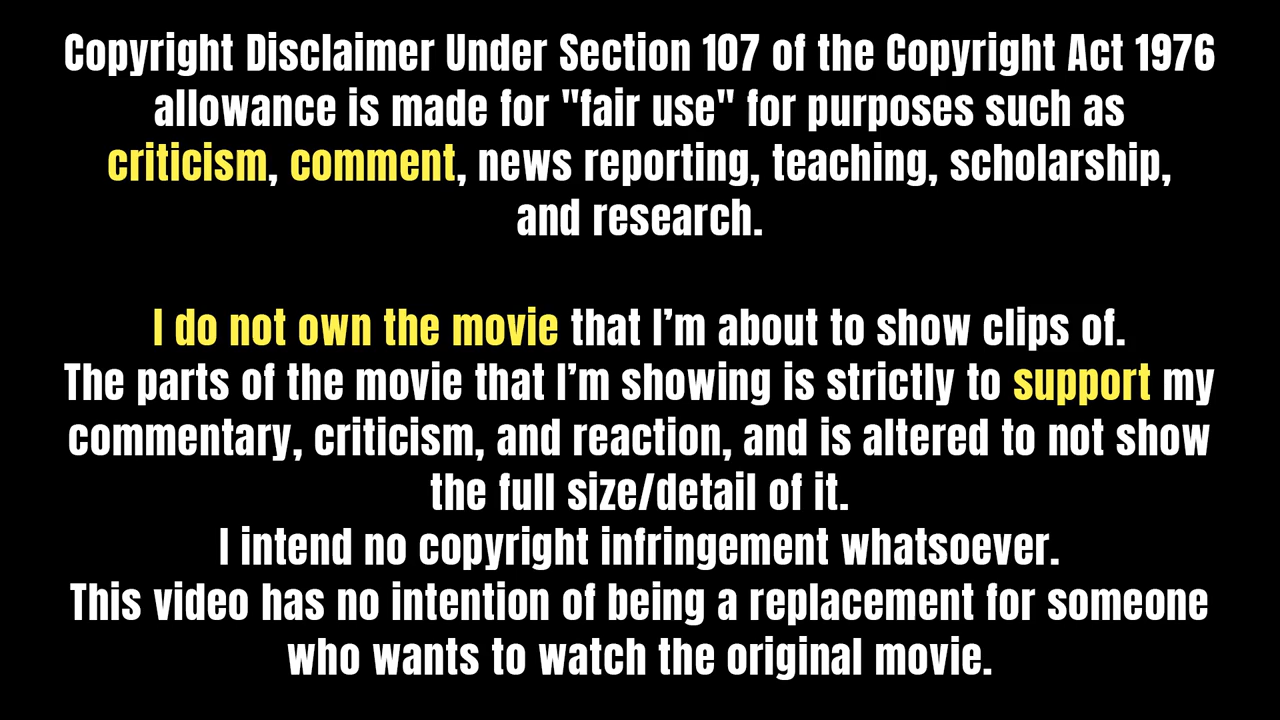 Copyright Disclaimer Under Section 107 of the Copyright Act 1976
allowance is made for "fair use" for purposes such as
criticism, comment, news reporting, teaching, scholarship,
and research.
I do not own the movie that I’m about to show clips of.
The parts of the movie that I’m showing is strictly to support my
commentary, criticism, and reaction, and is altered to not show
the full size/detail of it.
I intend no copyright infringement whatsoever.
This video has no intention of being a replacement for someone
who wants to watch the original movie.